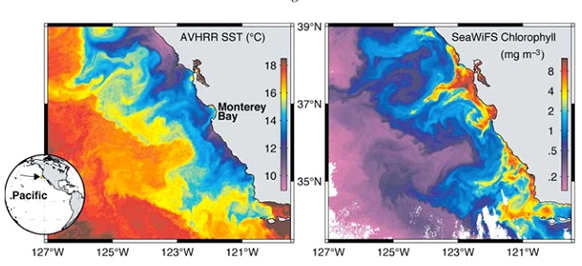 AVHRR SST (°C)
18
16
14
12
10
Monterey
Bay
Pacific
127°W
125°W
123°W
121°W
39°N
37°N
35°N
SeaWiFS Chlorophyll
(mg m⁻³)
8
4
2
1
.5
.2
127°W
125°W
123°W
121°W